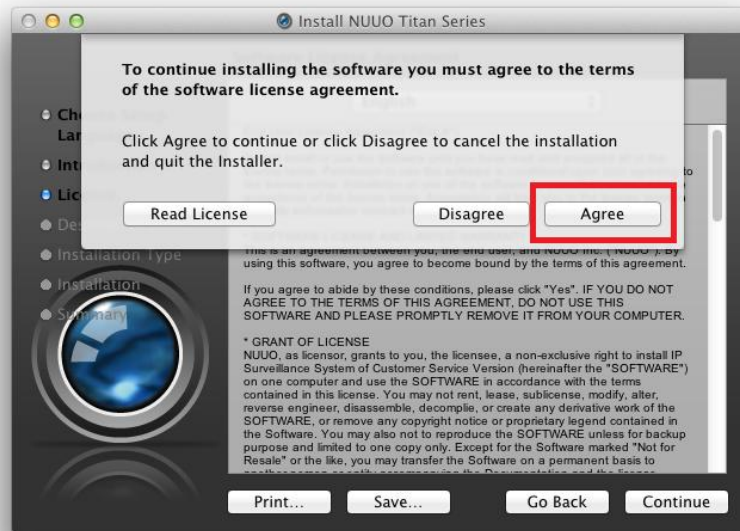 Install NUUO Titan Series
To continue installing the software you must agree to the terms
of the software license agreement.
Click Agree to continue or click Disagree to cancel the installation
and quit the Installer.
Read License
Disagree
Agree
Installation Type
Installation
Summary
This is an agreement between you, the end user, and NUUO Inc. ("NUUO"). By
using this software, you agree to become bound by the terms of this agreement.
If you agree to abide by these conditions, please click "Yes". IF YOU DO NOT
AGREE TO THE TERMS OF THIS AGREEMENT, DO NOT USE THIS
SOFTWARE AND PLEASE PROMPTLY REMOVE IT FROM YOUR COMPUTER.
* GRANT OF LICENSE
NUUO, as licensor, grants to you, the licensee, a non-exclusive right to install IP
Surveillance System of Customer Service Version (hereinafter the "SOFTWARE")
on one computer and use the SOFTWARE in accordance with the terms
contained in this license. You may not rent, lease, sublicense, modify, alter,
reverse engineer, disassemble, decomplie, or create any derivative work of the
SOFTWARE, or remove any copyright notice or proprietary legend contained in
the Software. You may also not to reproduce the SOFTWARE unless for backup
purpose and limited to one copy only. Except for the Software marked "Not for
Resale" or the like, you may transfer the Software on a permanent basis to
Print...
Save...
Go Back
Continue